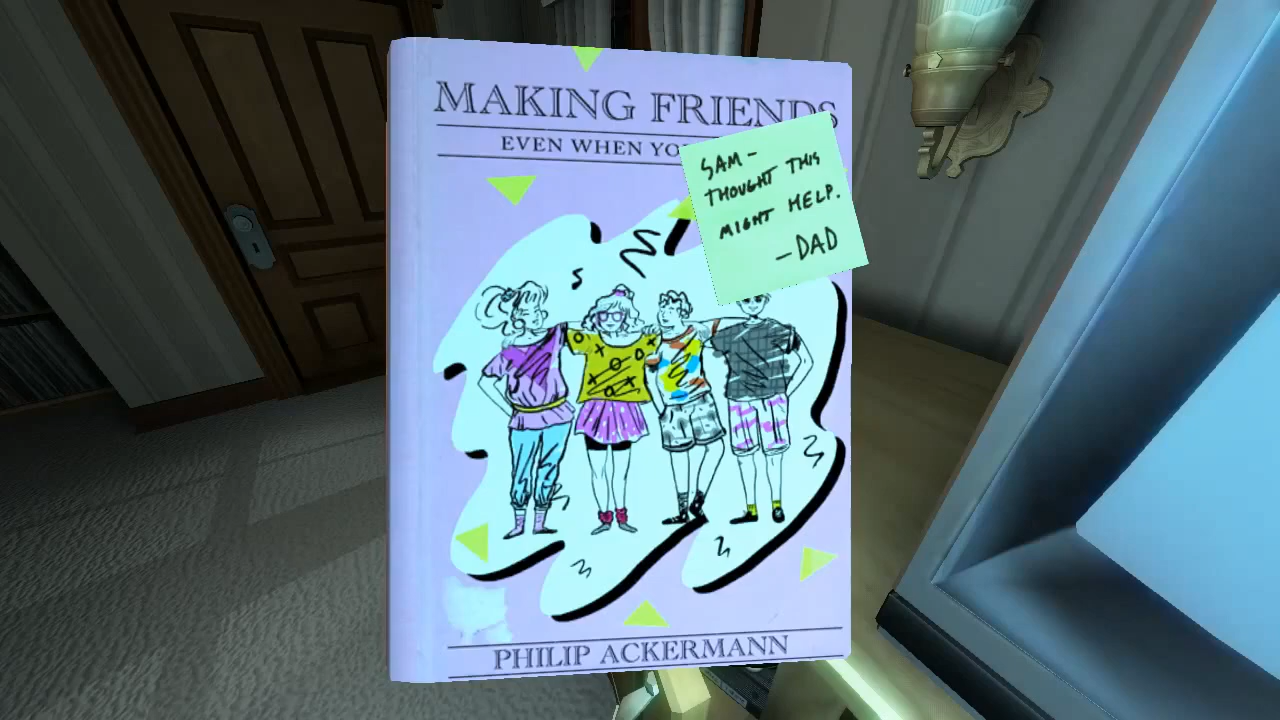 MAKING FRIENDS
EVEN WHEN YO
SAM-
THOUGHT THIS
MIGHT HELP.
-DAD
PHILIP ACKERMANN